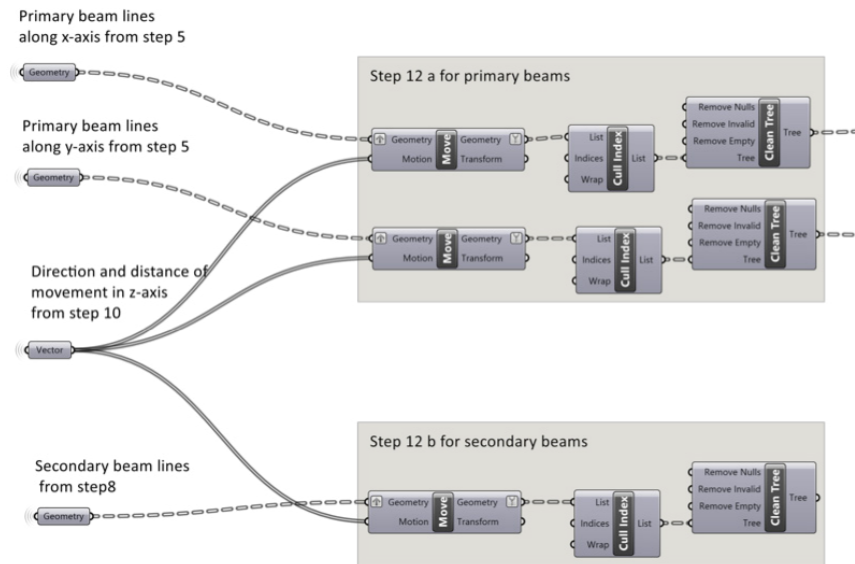 Primary beam lines
along x-axis from step 5
Geometry
Primary beam lines
along y-axis from step 5
Geometry
Direction and distance of
movement in z-axis
from step 10
Vector
Secondary beam lines
from step8
Geometry
Step 12 a for primary beams
Geometry
Motion
Move
Geometry
Transform
List
Indices
Wrap
Cull Index
List
Remove Nulls
Remove Invalid
Remove Empty
Tree
Clean Tree
Tree
Geometry
Motion
Move
Geometry
Transform
List
Indices
Wrap
Cull Index
List
Remove Nulls
Remove Invalid
Remove Empty
Tree
Clean Tree
Tree
Step 12 b for secondary beams
Geometry
Motion
Move
Geometry
Transform
List
Indices
Wrap
Cull Index
List
Remove Nulls
Remove Invalid
Remove Empty
Tree
Clean Tree
Tree